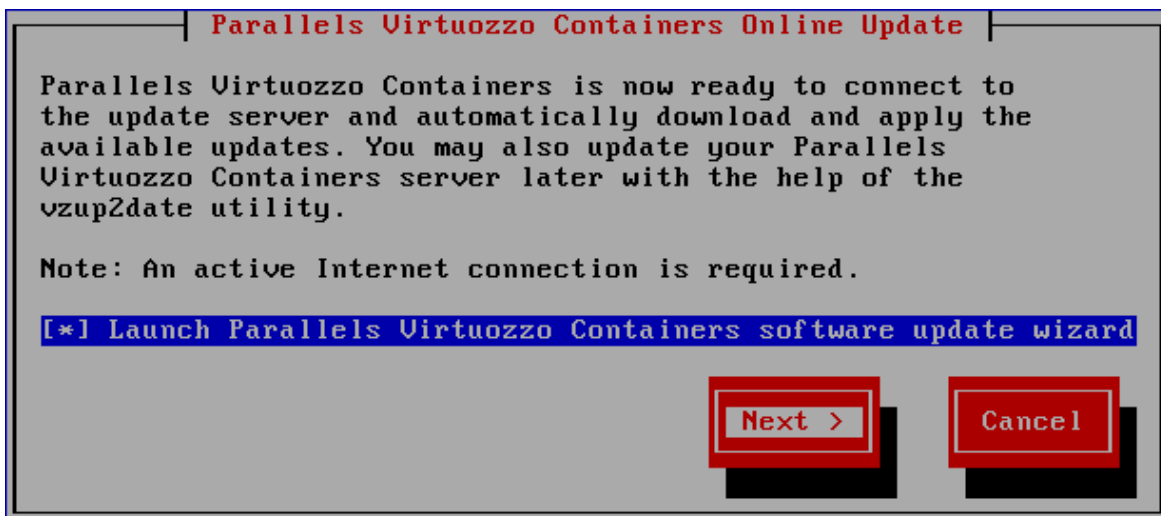 Parallels Virtuozzo Containers Online Update
Parallels Virtuozzo Containers is now ready to connect to
the update server and automatically download and apply the
available updates. You may also update your Parallels
Virtuozzo Containers server later with the help of the
vzup2date utility.
Note: An active Internet connection is required.
[*] Launch Parallels Virtuozzo Containers software update wizard
Next > Cancel